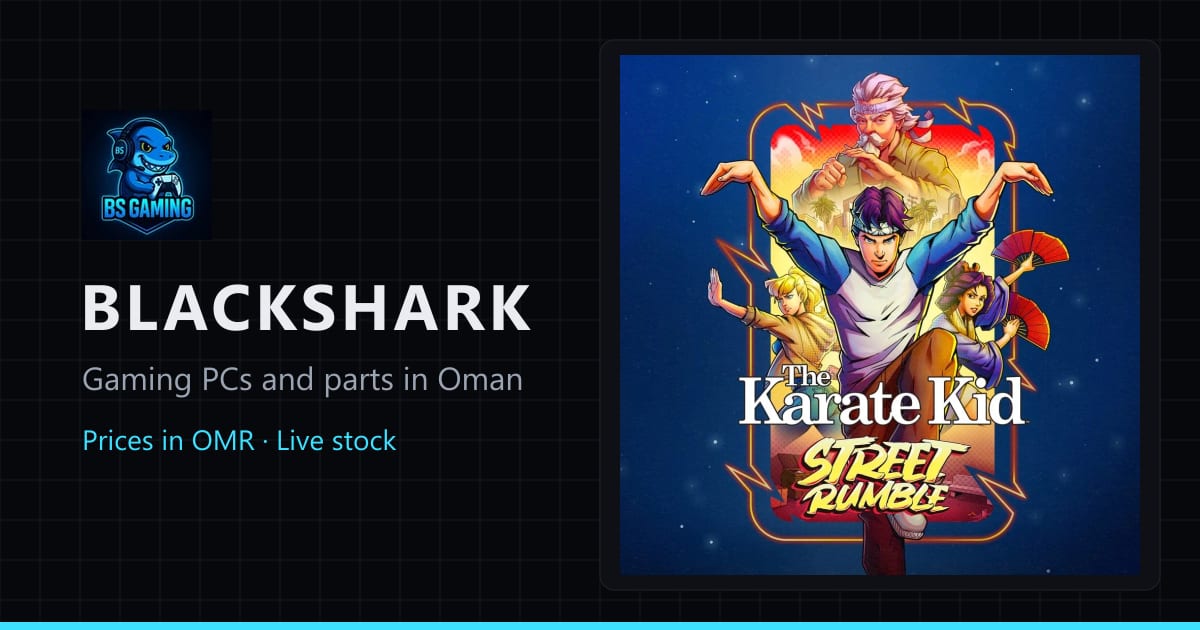 BS
BS GAMING
BLACKSHARK
Gaming PCs and parts in Oman
Prices in OMR · Live stock
The
Karate Kid
STREET
RUMBLE